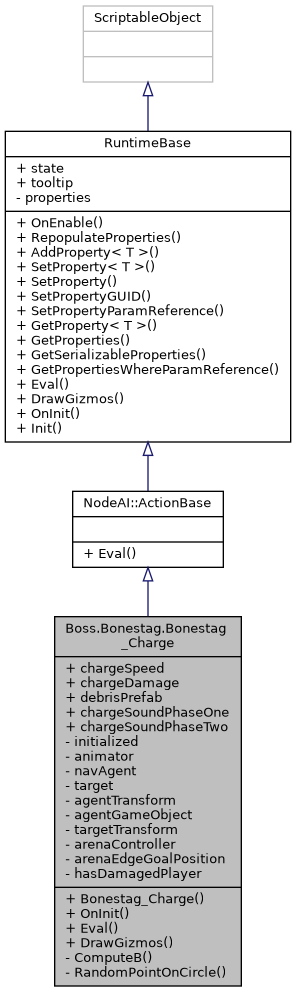 ScriptableObject
RuntimeBase
+ state
+ tooltip
- properties
+ OnEnable()
+ RepopulateProperties()
+ AddProperty< T >()
+ SetProperty< T >()
+ SetProperty()
+ SetPropertyGUID()
+ SetPropertyParamReference()
+ GetProperty< T >()
+ GetProperties()
+ GetSerializableProperties()
+ GetPropertiesWhereParamReference()
+ Eval()
+ DrawGizmos()
+ OnInit()
+ Init()
NodeAI::ActionBase
+ Eval()
Boss.Bonestag.Bonestag
_Charge
+ chargeSpeed
+ chargeDamage
+ debrisPrefab
+ chargeSoundPhaseOne
+ chargeSoundPhaseTwo
- initialized
- animator
- navAgent
- target
- agentTransform
- agentGameObject
- targetTransform
- arenaController
- arenaEdgeGoalPosition
- hasDamagedPlayer
+ Bonestag_Charge()
+ OnInit()
+ Eval()
+ DrawGizmos()
- ComputeB()
- RandomPointOnCircle()